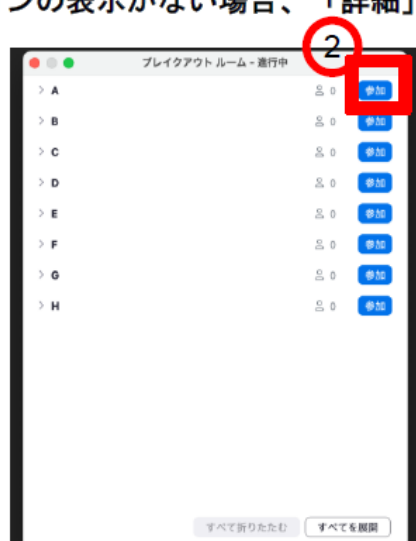 ンの表示がない場合、「詳細」
2
ブレイクアウト ルーム - 進行中
A 0 参加
B 0 参加
C 0 参加
D 0 参加
E 0 参加
F 0 参加
G 0 参加
H 0 参加
すべて折りたたむ すべてを展開